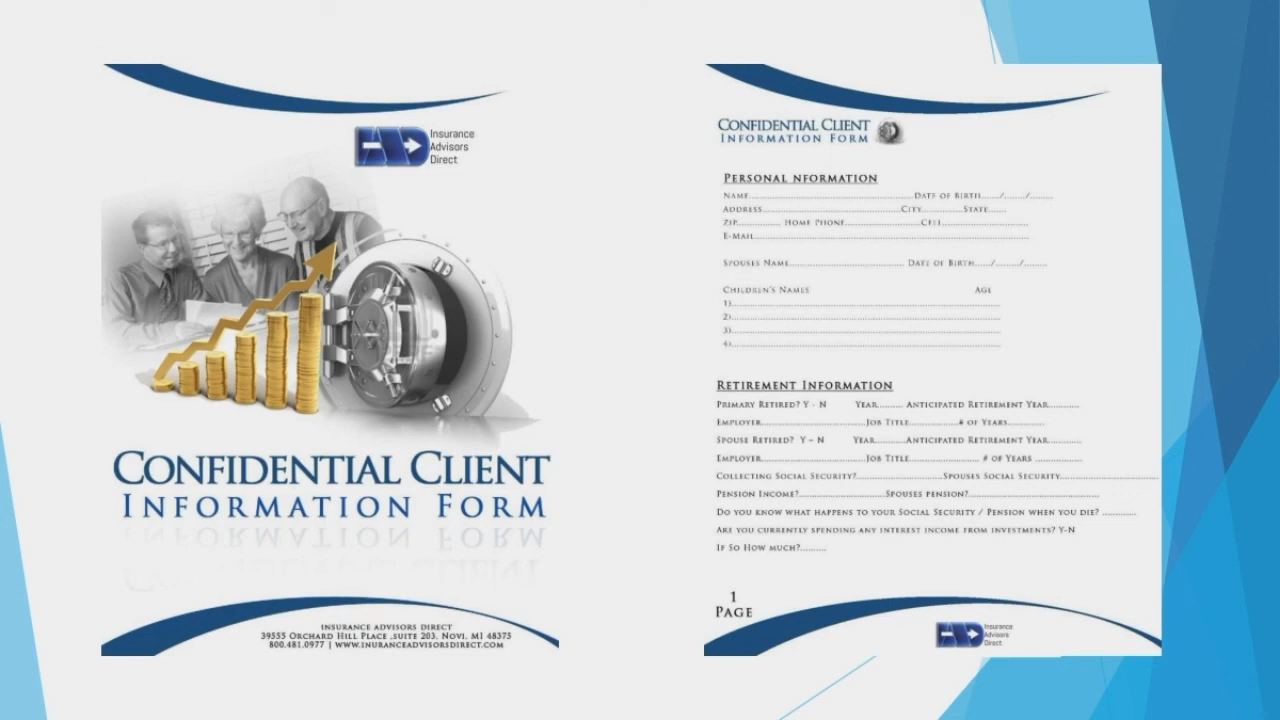 Insurance
Advisors
Direct
CONFIDENTIAL CLIENT
INFORMATION FORM
INSURANCE ADVISORS DIRECT
39555 ORCHARD HILL PLACE ,SUITE 203, NOVI, MI 48375
800.481.0977 | WWW.INURANCEADVISORSDIRECT.COM
CONFIDENTIAL CLIENT
INFORMATION FORM
PERSONAL NFORMATION
NAME..........DATE OF BIRTH....../......../.........
ADDRESS..........CITY..........STATE......
ZIP.......... HOME PHONE..........CELL..........
E-MAIL..........
SPOUSES NAME.......... DATE OF BIRTH....../......../........
CHILDREN'S NAMES AGE
1)..........
2)..........
3)..........
4)..........
RETIREMENT INFORMATION
PRIMARY RETIRED? Y - N YEAR.......... ANTICIPATED RETIREMENT YEAR..........
EMPLOYER..........JOB TITLE..........# OF YEARS..........
SPOUSE RETIRED? Y – N YEAR..........ANTICIPATED RETIREMENT YEAR..........
EMPLOYER..........JOB TITLE.......... # OF YEARS ..........
COLLECTING SOCIAL SECURITY?..........SPOUSES SOCIAL SECURITY..........
PENSION INCOME?..........SPOUSES PENSION?..........
DO YOU KNOW WHAT HAPPENS TO YOUR SOCIAL SECURITY / PENSION WHEN YOU DIE? ..........
ARE YOU CURRENTLY SPENDING ANY INTEREST INCOME FROM INVESTMENTS? Y-N
IF SO HOW MUCH?..........
1
PAGE
Insurance
Advisors
Direct